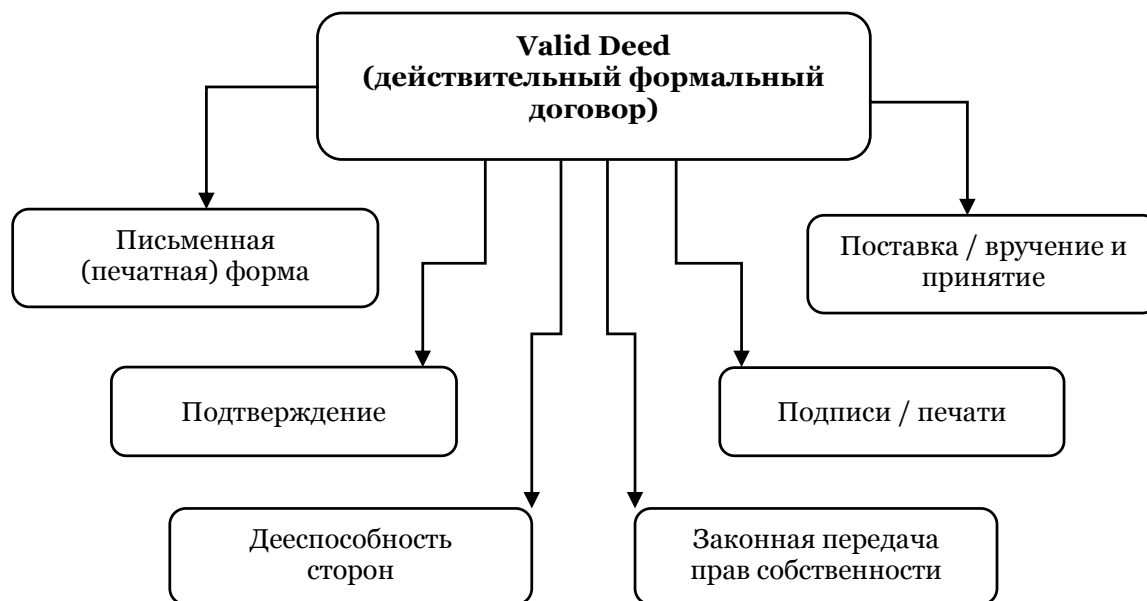 Valid Deed
(действительный формальный
договор)
Письменная
(печатная) форма
Поставка / вручение и
принятие
Подтверждение
Подписи / печати
Дееспособность
сторон
Законная передача
прав собственности